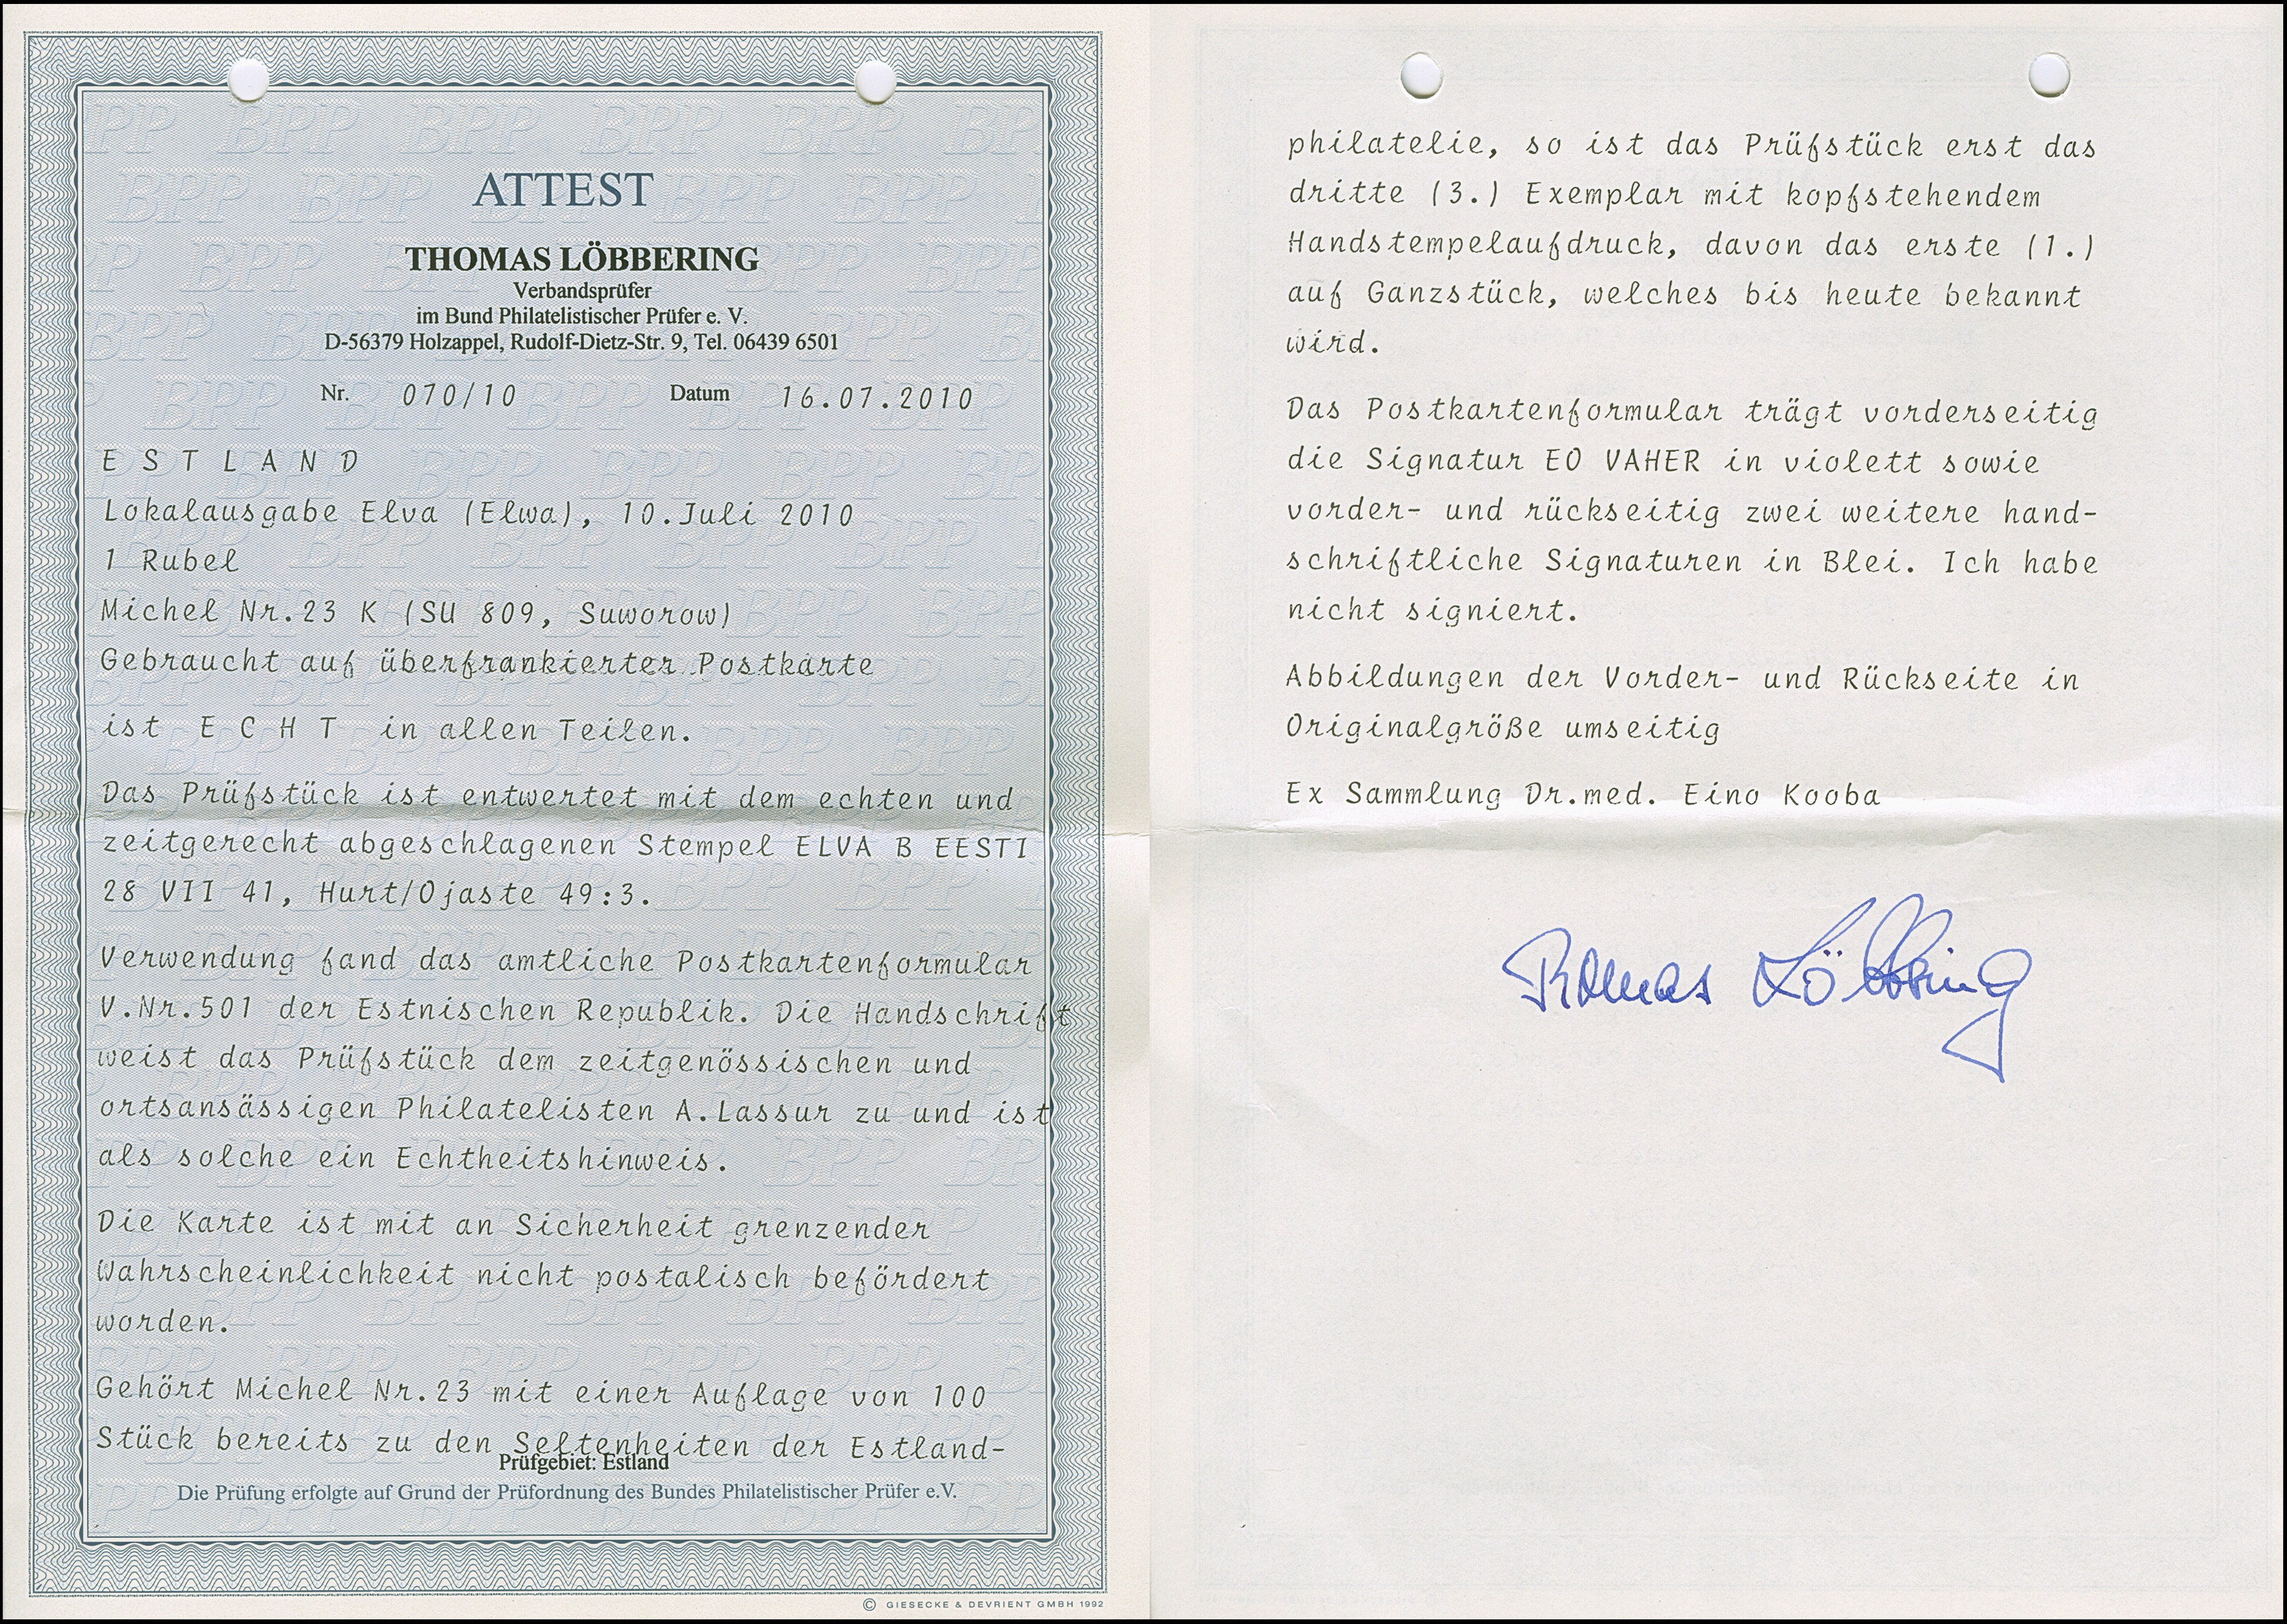 ATTEST
THOMAS LÖBBERING
Verbandsprüfer
im Bund Philatelistischer Prüfer e. V.
D-56379 Holzappel, Rudolf-Dietz-Str. 9, Tel. 06439 6501
Nr. 070/10 Datum 16.07.2010
E S T L A N D
Lokalausgabe Elva (Elwa), 10.Juli 2010
1 Rubel
Michel Nr.23 K (SU 809, Suworow)
Gebraucht auf überfrankierter Postkarte
ist E C H T in allen Teilen.
Das Prüfstück ist entwertet mit dem echten und
zeitgerecht abgeschlagenen Stempel ELVA B EESTI
28 VII 41, Hurt/Ojaste 49:3.
Verwendung fand das amtliche Postkartenformular
V.Nr.501 der Estnischen Republik. Die Handschrift
weist das Prüfstück dem zeitgenössischen und
ortsansässigen Philatelisten A.Lassur zu und ist
als solche ein Echtheitshinweis.
Die Karte ist mit an Sicherheit grenzender
Wahrscheinlichkeit nicht postalisch befördert
worden.
Gehört Michel Nr.23 mit einer Auflage von 100
Stück bereits zu den Seltenheiten der Estland-
Prüfgebiet: Estland
Die Prüfung erfolgte auf Grund der Prüfordnung des Bundes Philatelistischer Prüfer e.V.
© GIESECKE & DEVRIENT GMBH 1992
philatelie, so ist das Prüfstück erst das
dritte (3.) Exemplar mit kopfstehendem
Handstempelaufdruck, davon das erste (1.)
auf Ganzstück, welches bis heute bekannt
wird.
Das Postkartenformular trägt vorderseitig
die Signatur EO VAHER in violett sowie
vorder- und rückseitig zwei weitere hand-
schriftliche Signaturen in Blei. Ich habe
nicht signiert.
Abbildungen der Vorder- und Rückseite in
Originalgröße umseitig
Ex Sammlung Dr.med. Eino Kooba
Thomas Löbbering